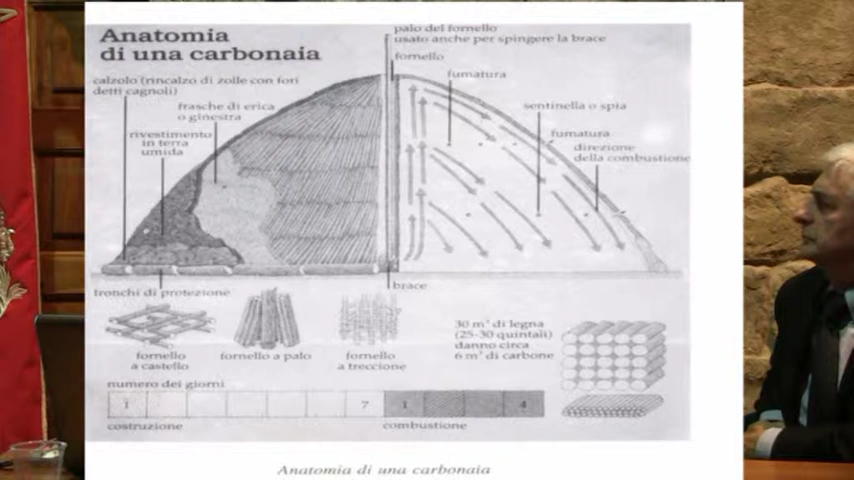 Anatomia
di una carbonaia
palo del fornello
usato anche per spingere la brace
fornello
calzolo (rincalzo di zolle con fori
detti cagnoli)
fumatura
frasche di erica
o ginestra
sentinella o spia
rivestimento
in terra
umida
fumatura
direzione
della combustione
tronchi di protezione
brace
fornello
a castello
fornello a palo
fornello
a treccione
30 m³ di legna
(25-30 quintali)
danno circa
6 m³ di carbone
numero dei giorni
1 7 1 4
costruzione
combustione
Anatomia di una carbonaia